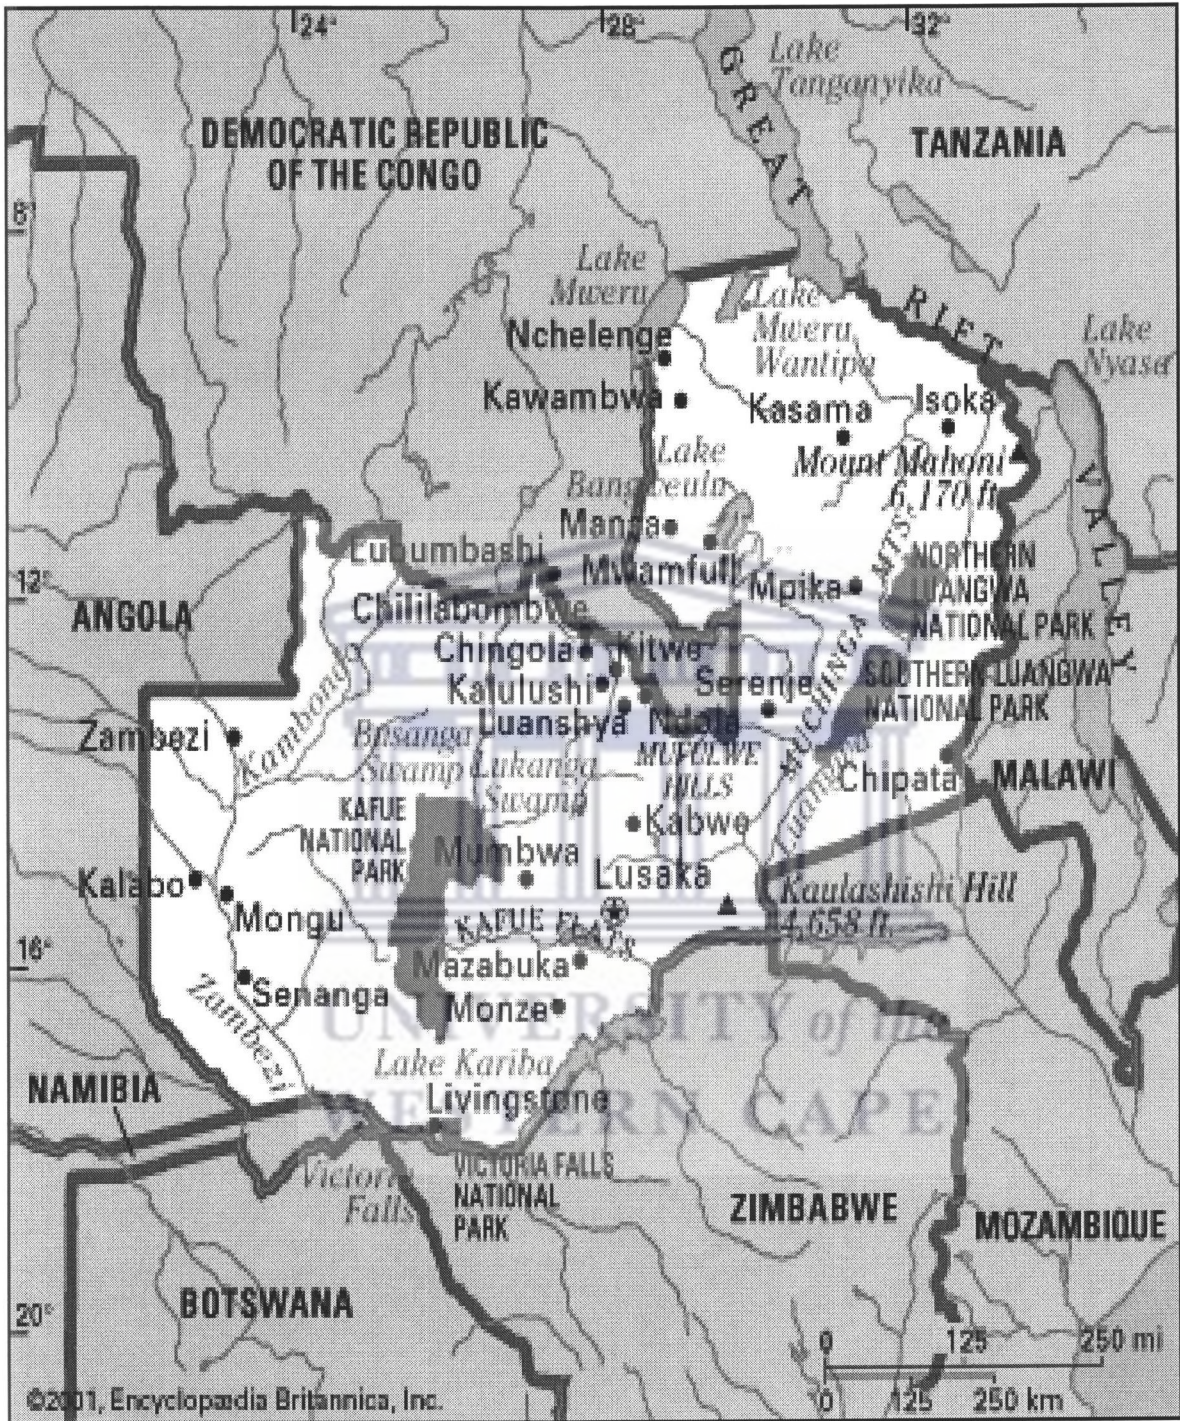 24°
28°
32°
Lake
Tanganyika
GREAT
DEMOCRATIC REPUBLIC
OF THE CONGO
TANZANIA
8°
Lake
Mweru
Nchelenge
Lake
Mweru
Wantipa
RIFT
Lake
Nyasa
Kawambwa
Kasama
Isoka
Lake
Bangweulu
Mount Mahoni
6,170 ft.
VALLEY
Mansa
Lubumbashi
Mwamfuli
Mpika
MTS.
NORTHERN
LUANGWA
NATIONAL PARK
12°
ANGOLA
Chililabombwe
Chingola
Kitwe
Kalulushi
Serenje
MUCHINGA
SOUTHERN LUANGWA
NATIONAL PARK
Luanshya
Ndola
Zambezi
Kambong
Busanga
Swamp
Lukanga
Swamp
MUFULWE
HILLS
Luangwa
Chipata
MALAWI
KAFUE
NATIONAL
PARK
Kabwe
Mumbwa
Kalabo
Lusaka
Kaulashishi Hill
4,658 ft.
Mongu
KAFUE FLATS
16°
Mazabuka
Senanga
Monze
Zambezi
UNIVERSITY of the
WESTERN CAPE
Lake Kariba
NAMIBIA
Livingstone
Victoria
Falls
VICTORIA FALLS
NATIONAL
PARK
ZIMBABWE
MOZAMBIQUE
BOTSWANA
20°
0 125 250 mi
0 125 250 km
©2001, Encyclopædia Britannica, Inc.